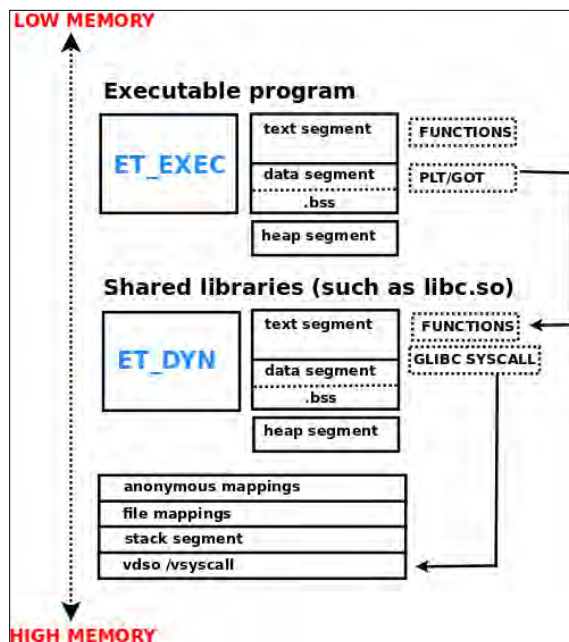 LOW MEMORY
Executable program
ET_EXEC
text segment
FUNCTIONS
data segment
PLT/GOT
.bss
heap segment
Shared libraries (such as libc.so)
ET_DYN
text segment
FUNCTIONS
GLIBC SYSCALL
data segment
.bss
heap segment
anonymous mappings
file mappings
stack segment
vdso /vsyscall
HIGH MEMORY